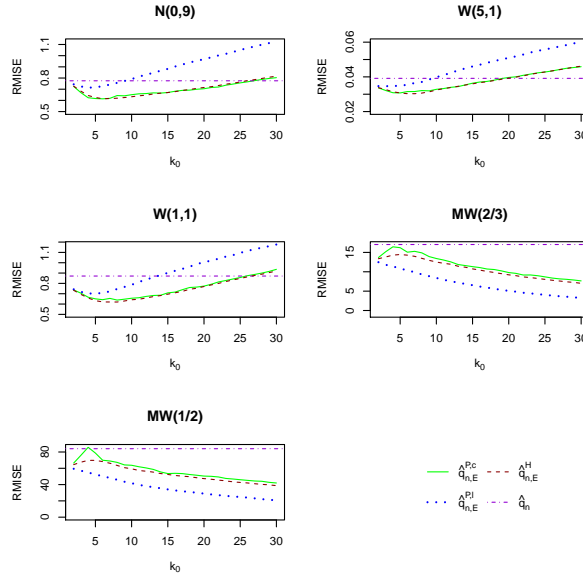 N(0,9)
RMISE
0.5 0.8 1.1
5 10 15 20 25 30
k₀
W(5,1)
RMISE
0.02 0.04 0.06
5 10 15 20 25 30
k₀
W(1,1)
RMISE
0.5 0.8 1.1
5 10 15 20 25 30
k₀
MW(2/3)
RMISE
0 5 15
5 10 15 20 25 30
k₀
MW(1/2)
RMISE
0 40 80
5 10 15 20 25 30
k₀
q̂ₙ,E^P,c q̂ₙ,E^H
q̂ₙ,E^P,l q̂ₙ